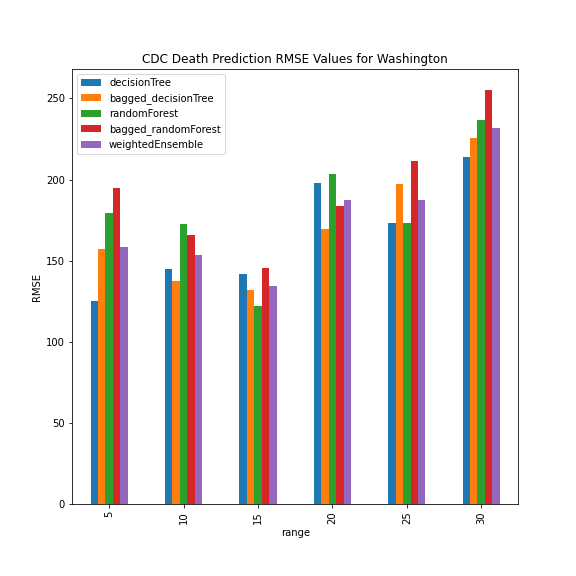 CDC Death Prediction RMSE Values for Washington
decisionTree
bagged_decisionTree
randomForest
bagged_randomForest
weightedEnsemble
250
200
150
100
50
0
RMSE
5
10
15
20
25
30
range